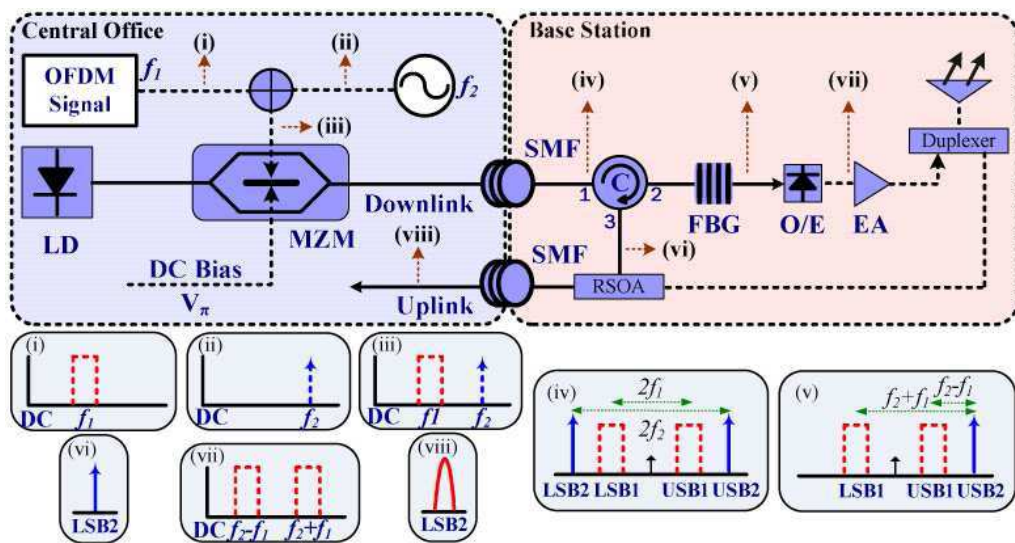 Central Office
Base Station
(i)
(ii)
(iv)
(v)
(vii)
OFDM Signal
f1
f2
(iii)
Duplexer
SMF
C
1
2
3
LD
MZM
Downlink
FBG
O/E
EA
(viii)
SMF
(vi)
DC Bias
Vπ
Uplink
RSOA
(i)
DC
f1
(ii)
DC
f2
(iii)
DC
f1
f2
(iv)
2f1
2f2
LSB2 LSB1 USB1 USB2
(v)
f2-f1
f2+f1
LSB1 USB1 USB2
(vi)
LSB2
(vii)
DC
f2-f1
f2+f1
(viii)
LSB2